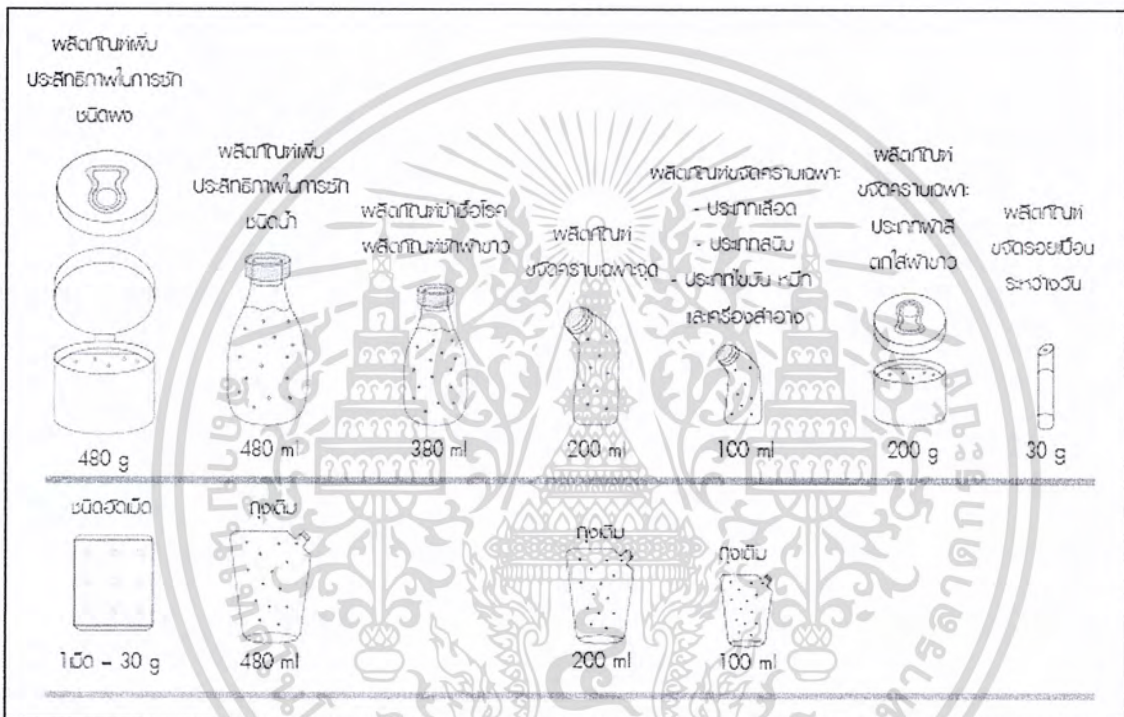 ผลิตภัณฑ์เพิ่ม
ประสิทธิภาพในการซัก
ชนิดผง
480 g
ผลิตภัณฑ์เพิ่ม
ประสิทธิภาพในการซัก
ชนิดน้ำ
480 ml
ผลิตภัณฑ์ฆ่าเชื้อโรค
ผลิตภัณฑ์ซักผ้าขาว
380 ml
ผลิตภัณฑ์
ขจัดคราบเฉพาะจุด
200 ml
ผลิตภัณฑ์ขจัดคราบเฉพาะ
- ประเภทเลือด
- ประเภทสนิม
- ประเภทไขมัน หมึก
และเครื่องสำอาง
100 ml
ผลิตภัณฑ์
ขจัดคราบเฉพาะ
ประเภทผ้าสี
ตกใส่ผ้าขาว
200 g
ผลิตภัณฑ์
ขจัดรอยเปื้อน
ระหว่างวัน
30 g
ชนิดอัดเม็ด
1เม็ด - 30 g
ถุงเติม
480 ml
ถุงเติม
200 ml
ถุงเติม
100 ml